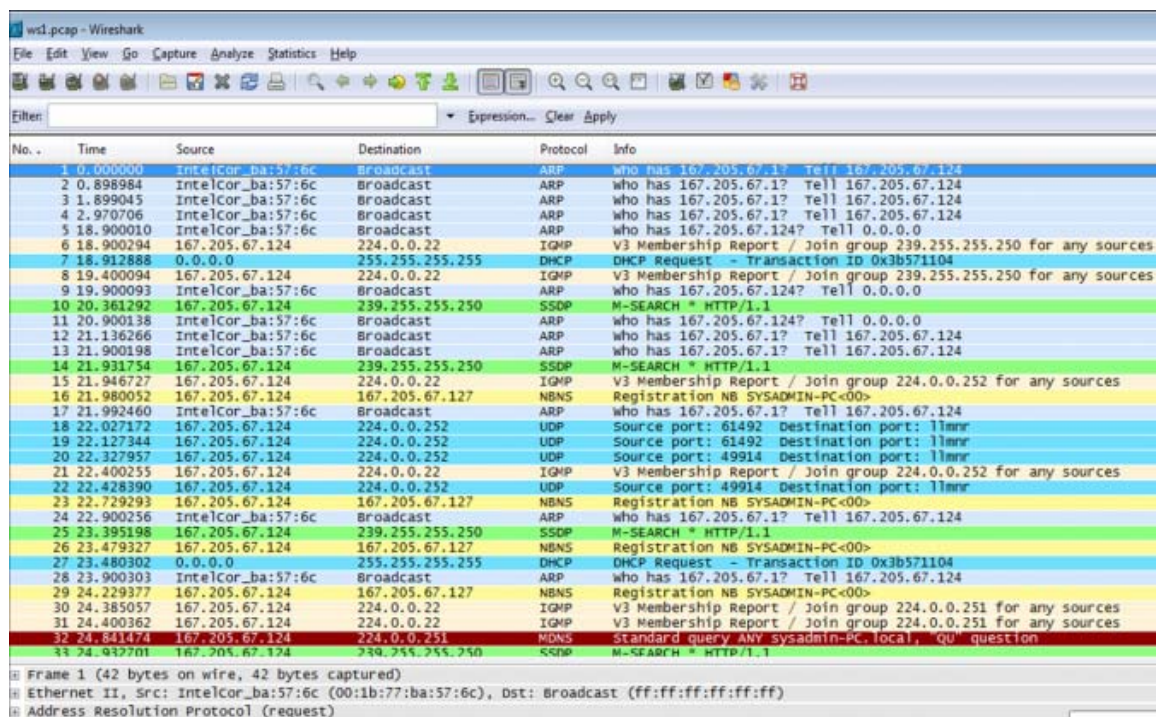 ws1.pcap - Wireshark
File Edit View Go Capture Analyze Statistics Help
Filter: Expression... Clear Apply
No. . Time Source Destination Protocol Info
1 0.000000 IntelCor_ba:57:6c Broadcast ARP who has 167.205.67.1? Tell 167.205.67.124
2 0.898984 IntelCor_ba:57:6c Broadcast ARP who has 167.205.67.1? Tell 167.205.67.124
3 1.899045 IntelCor_ba:57:6c Broadcast ARP who has 167.205.67.1? Tell 167.205.67.124
4 2.970706 IntelCor_ba:57:6c Broadcast ARP who has 167.205.67.1? Tell 167.205.67.124
5 18.900010 IntelCor_ba:57:6c Broadcast ARP who has 167.205.67.124? Tell 0.0.0.0
6 18.900294 167.205.67.124 224.0.0.22 IGMP V3 Membership Report / Join group 239.255.255.250 for any sources
7 18.912888 0.0.0.0 255.255.255.255 DHCP DHCP Request - Transaction ID 0x3b571104
8 19.400094 167.205.67.124 224.0.0.22 IGMP V3 Membership Report / Join group 239.255.255.250 for any sources
9 19.900093 IntelCor_ba:57:6c Broadcast ARP who has 167.205.67.124? Tell 0.0.0.0
10 20.361292 167.205.67.124 239.255.255.250 SSDP M-SEARCH * HTTP/1.1
11 20.900138 IntelCor_ba:57:6c Broadcast ARP who has 167.205.67.124? Tell 0.0.0.0
12 21.136266 IntelCor_ba:57:6c Broadcast ARP who has 167.205.67.1? Tell 167.205.67.124
13 21.900198 IntelCor_ba:57:6c Broadcast ARP who has 167.205.67.1? Tell 167.205.67.124
14 21.931754 167.205.67.124 239.255.255.250 SSDP M-SEARCH * HTTP/1.1
15 21.946727 167.205.67.124 224.0.0.22 IGMP V3 Membership Report / Join group 224.0.0.252 for any sources
16 21.980052 167.205.67.124 167.205.67.127 NBNS Registration NB SYSADMIN-PC<00>
17 21.992460 IntelCor_ba:57:6c Broadcast ARP who has 167.205.67.1? Tell 167.205.67.124
18 22.027172 167.205.67.124 224.0.0.252 UDP Source port: 61492 Destination port: llmnr
19 22.127344 167.205.67.124 224.0.0.252 UDP Source port: 61492 Destination port: llmnr
20 22.327957 167.205.67.124 224.0.0.252 UDP Source port: 49914 Destination port: llmnr
21 22.400255 167.205.67.124 224.0.0.22 IGMP V3 Membership Report / Join group 224.0.0.252 for any sources
22 22.428390 167.205.67.124 224.0.0.252 UDP Source port: 49914 Destination port: llmnr
23 22.729293 167.205.67.124 167.205.67.127 NBNS Registration NB SYSADMIN-PC<00>
24 22.900256 IntelCor_ba:57:6c Broadcast ARP who has 167.205.67.1? Tell 167.205.67.124
25 23.395198 167.205.67.124 239.255.255.250 SSDP M-SEARCH * HTTP/1.1
26 23.479327 167.205.67.124 167.205.67.127 NBNS Registration NB SYSADMIN-PC<00>
27 23.480302 0.0.0.0 255.255.255.255 DHCP DHCP Request - Transaction ID 0x3b571104
28 23.900303 IntelCor_ba:57:6c Broadcast ARP who has 167.205.67.1? Tell 167.205.67.124
29 24.229377 167.205.67.124 167.205.67.127 NBNS Registration NB SYSADMIN-PC<00>
30 24.385057 167.205.67.124 224.0.0.22 IGMP V3 Membership Report / Join group 224.0.0.251 for any sources
31 24.400362 167.205.67.124 224.0.0.22 IGMP V3 Membership Report / Join group 224.0.0.251 for any sources
32 24.841474 167.205.67.124 224.0.0.251 MDNS Standard query ANY sysadmin-PC.local, "QU" question
33 24.932701 167.205.67.124 239.255.255.250 SSDP M-SEARCH * HTTP/1.1
Frame 1 (42 bytes on wire, 42 bytes captured)
Ethernet II, Src: IntelCor_ba:57:6c (00:1b:77:ba:57:6c), Dst: Broadcast (ff:ff:ff:ff:ff:ff)
Address Resolution Protocol (request)